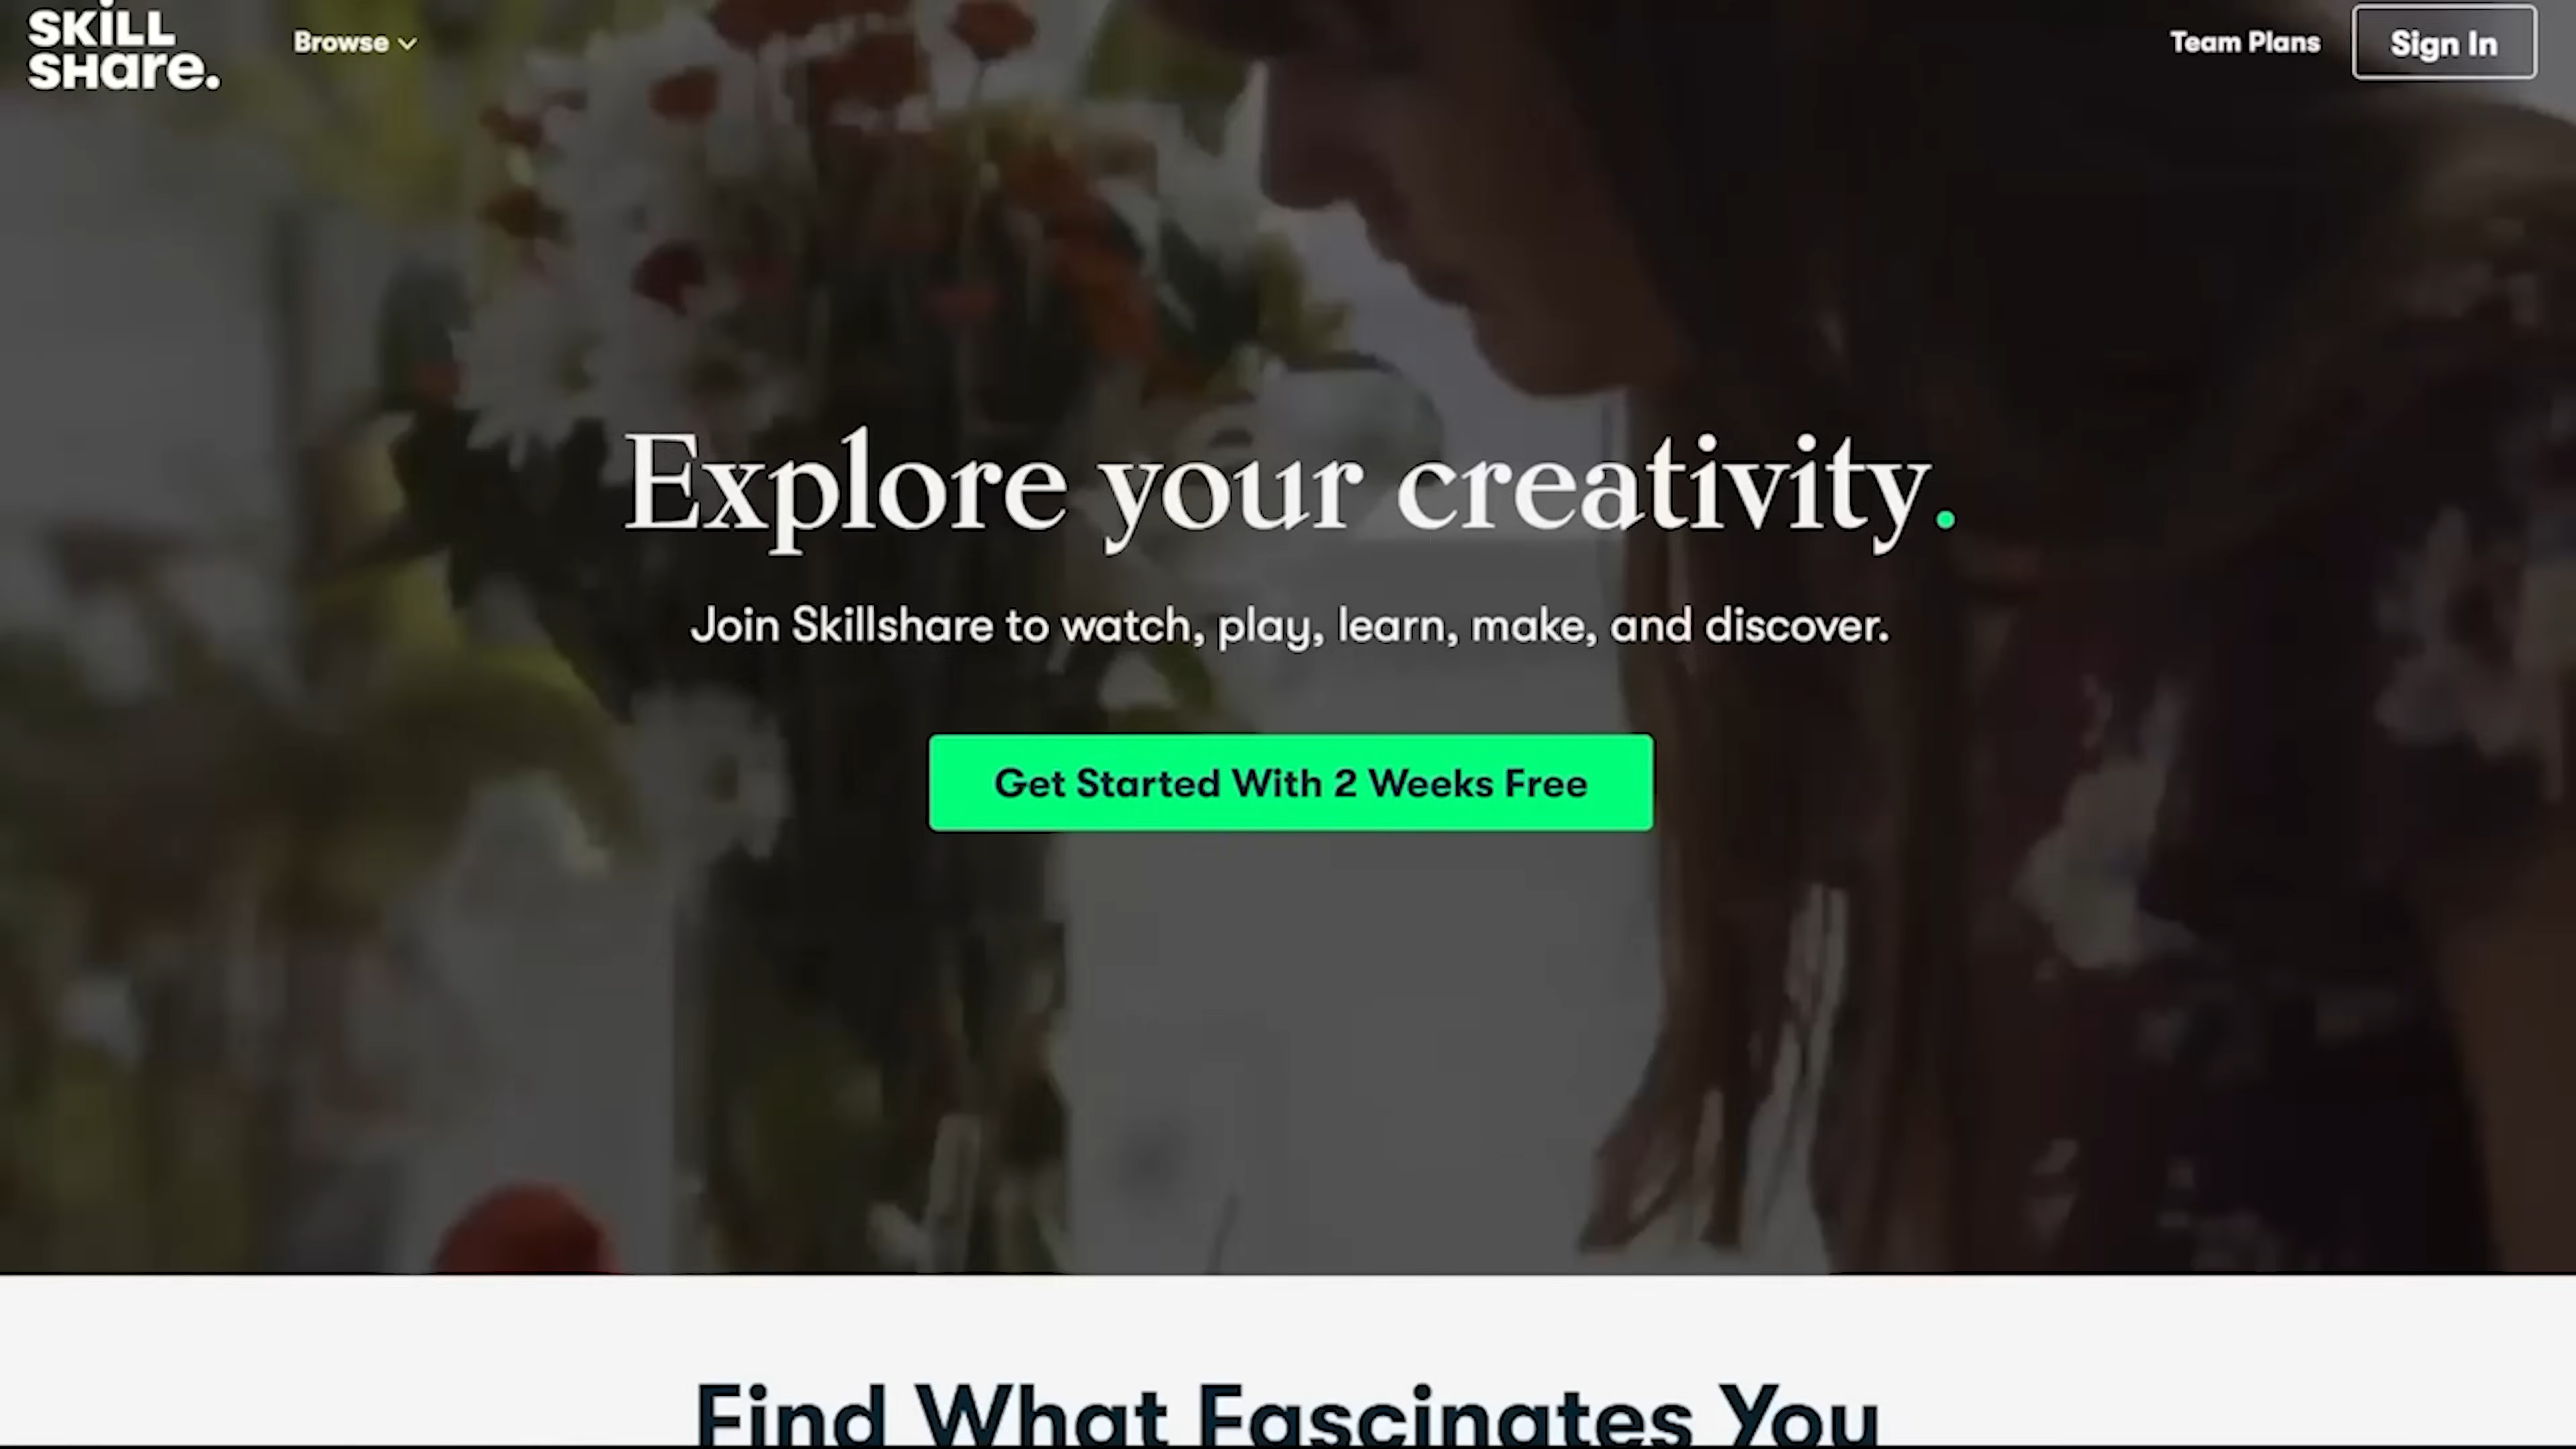 SKILL
SHare.
Browse
Team Plans
Sign In
Explore your creativity.
Join Skillshare to watch, play, learn, make, and discover.
Get Started With 2 Weeks Free
Find What Fascinates You